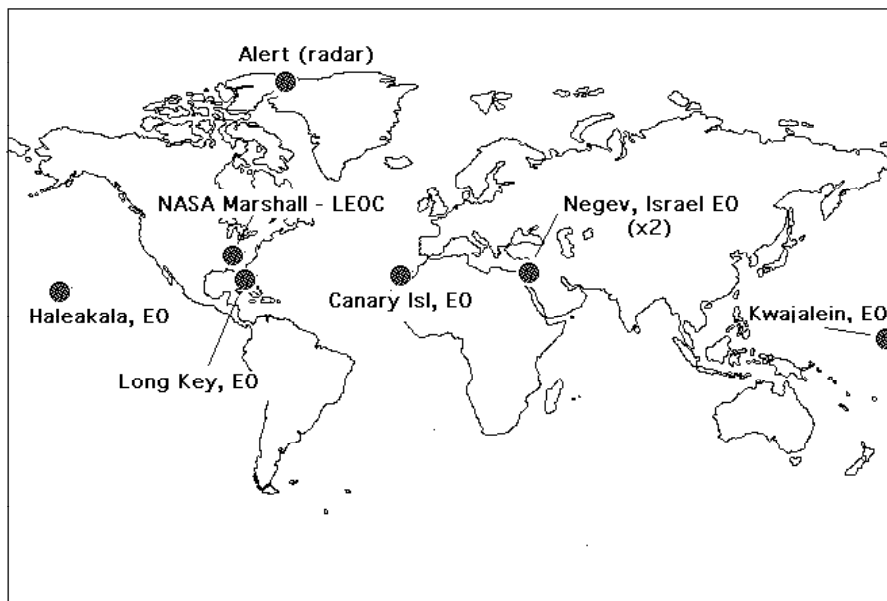 Alert (radar)
NASA Marshall - LEOC
Negev, Israel EO
(x2)
Haleakala, EO
Canary Isl, EO
Kwajalein, EO
Long Key, EO